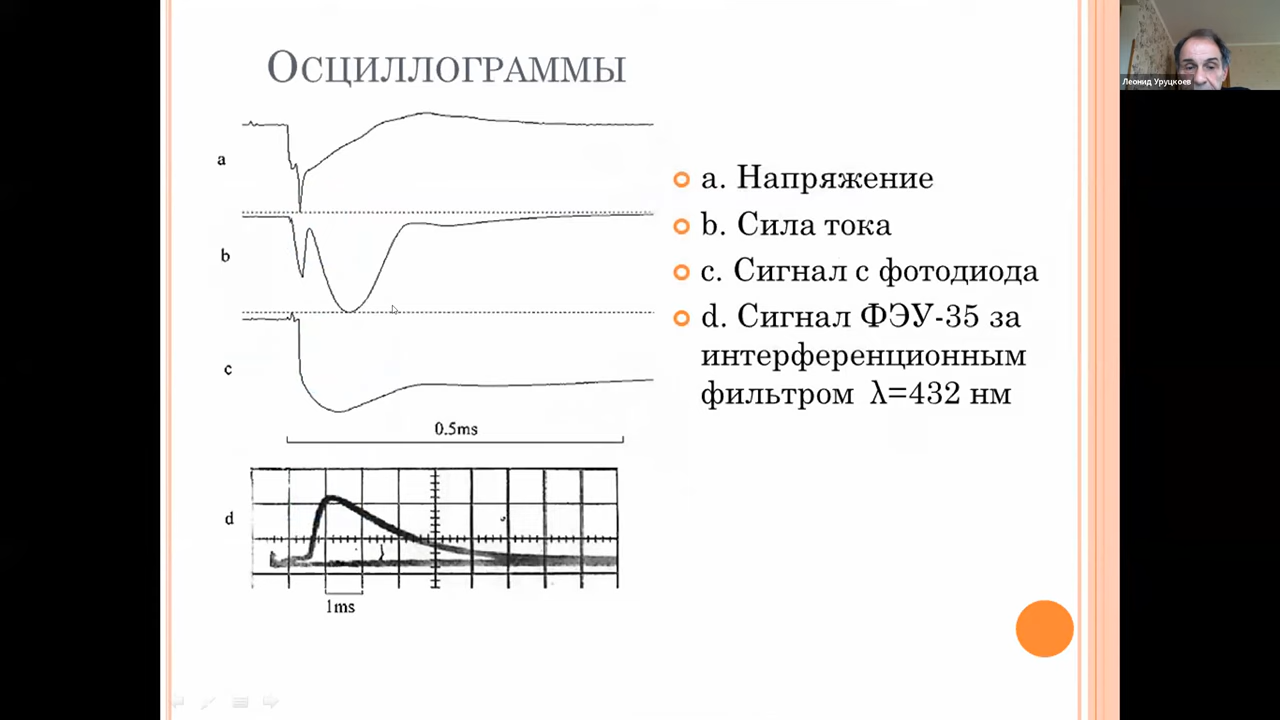 Осциллограммы
Леонид Уруцкоев
a
b
c
0.5ms
d
1ms
a. Напряжение
b. Сила тока
c. Сигнал с фотодиода
d. Сигнал ФЭУ-35 за
интерференционным
фильтром λ=432 нм